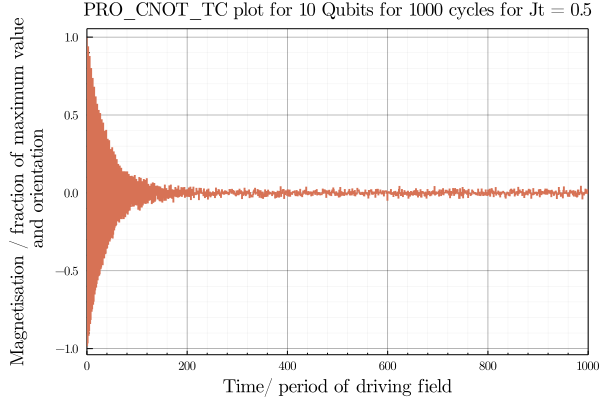 PRO_CNOT_TC plot for 10 Qubits for 1000 cycles for Jt = 0.5
Magnetisation / fraction of maximum value
and orientation
1.0
0.5
0.0
−0.5
−1.0
0 200 400 600 800 1000
Time/ period of driving field